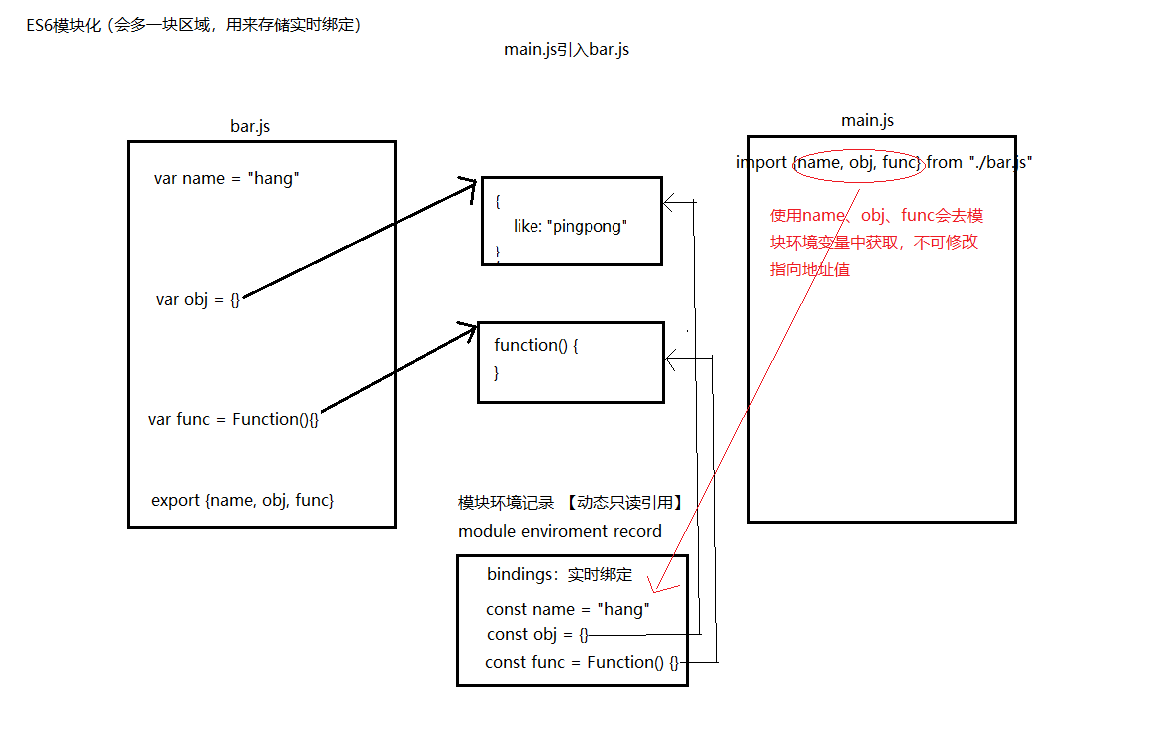 ES6模块化（会多一块区域，用来存储实时绑定）
main.js引入bar.js
bar.js
var name = "hang"
var obj = {}
var func = Function(){}
export {name, obj, func}
{
like: "pingpong"
}
function() {
}
模块环境记录 【动态只读引用】
module enviroment record
bindings：实时绑定
const name = "hang"
const obj = {}
const func = Function() {}
main.js
import {name, obj, func} from "./bar.js"
使用name、obj、func会去模
块环境变量中获取，不可修改
指向地址值